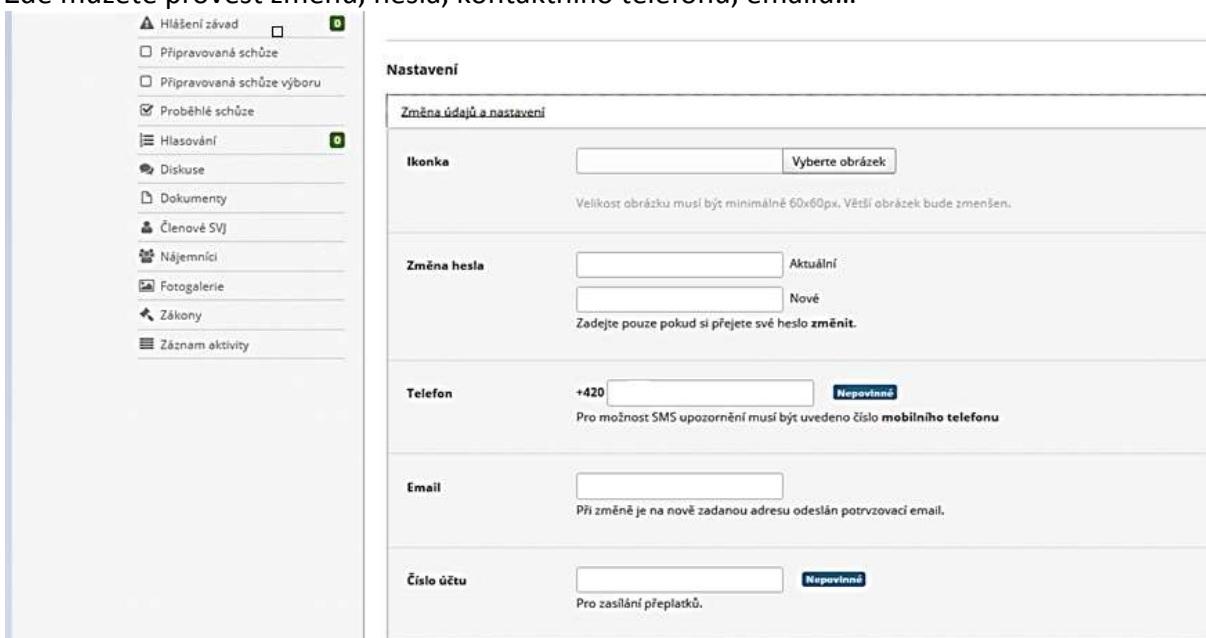 Zde můžete provést změnu, hesla, kontaktního telefonu, emailu…
Hlášení závad 0
Připravovaná schůze
Připravovaná schůze výboru
Proběhlé schůze
Hlasování 0
Diskuse
Dokumenty
Členové SVJ
Nájemníci
Fotogalerie
Zákony
Záznam aktivity
Nastavení
Změna údajů a nastavení
Ikonka Vyberte obrázek
Velikost obrázku musí být minimálně 60x60px. Větší obrázek bude zmenšen.
Změna hesla Aktuální
Nové
Zadejte pouze pokud si přejete své heslo změnit.
Telefon +420 Nepovinné
Pro možnost SMS upozornění musí být uvedeno číslo mobilního telefonu
Email
Při změně je na nově zadanou adresu odeslán potrvzovací email.
Číslo účtu Nepovinné
Pro zasílání přeplatků.